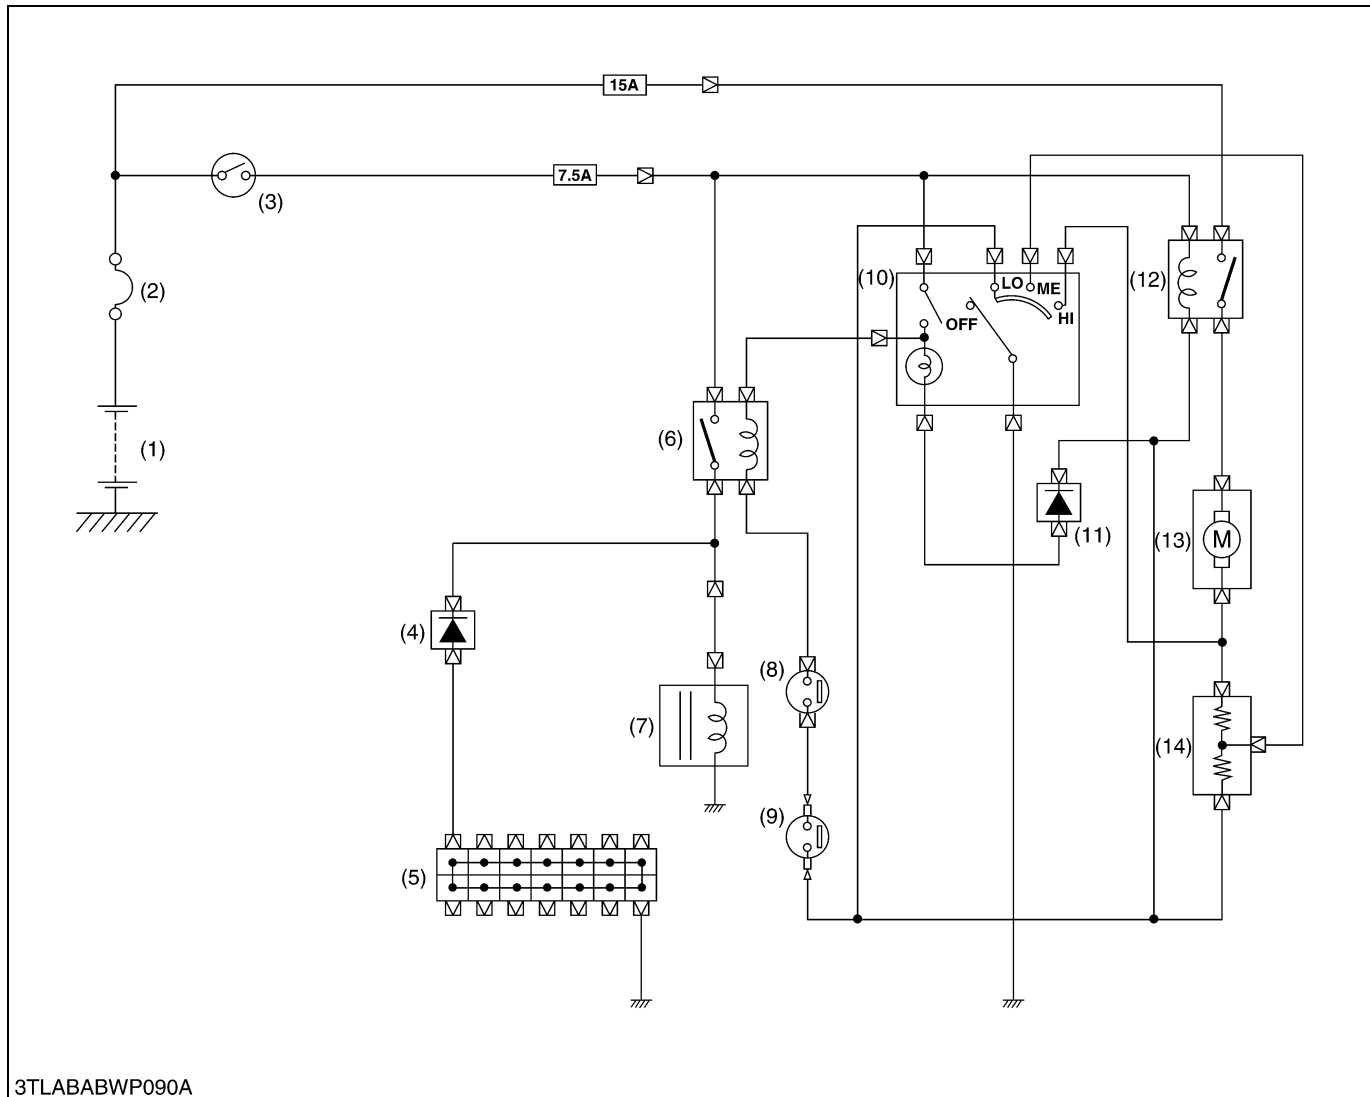 15A
7.5A
(3)
(2)
(10)
LO
ME
(12)
HI
OFF
(6)
(1)
(11)
(13)
M
(4)
(8)
(7)
(14)
(9)
(5)
3TLABABWP090A